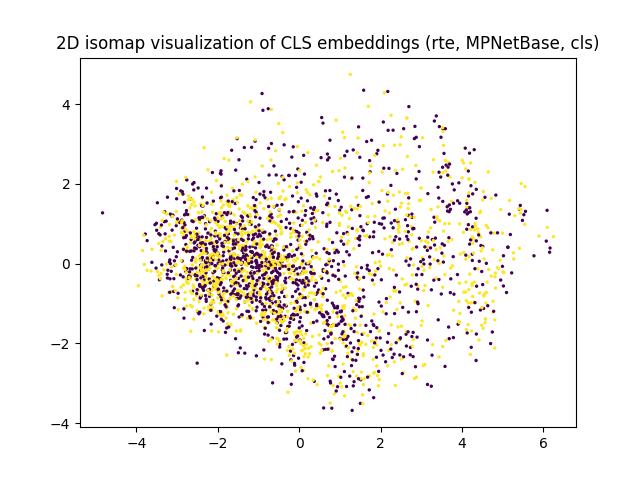 2D isomap visualization of CLS embeddings (rte, MPNetBase, cls)
4
2
0
−2
−4
−4 −2 0 2 4 6